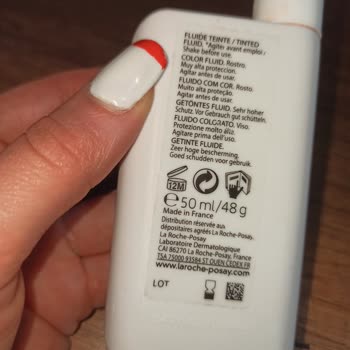 FLUIDE TEINTÉ / TINTED
FLUID. *Agiter avant emploi /
Shake before use.
COLOR FLUID. Rostro.
Muy alta protección.
Agitar antes de usar.
FLUIDO COM COR. Rosto.
Muito alta proteção.
Agitar antes de usar.
GETÖNTES FLUID. Sehr hoher
Schutz. Vor Gebrauch gut schütteln.
FLUIDO COLORATO. Viso.
Protezione molto alta.
Agitare prima dell'uso.
GETINTE FLUIDE.
Zeer hoge bescherming.
Goed schudden voor gebruik.
12M
℮50 ml/48 g
Made in France
Distribution réservée aux
dépositaires agréés La Roche-Posay
La Roche-Posay
Laboratoire Dermatologique
CAI 86270 La Roche-Posay, France
TSA 75000 93584 ST OUEN CEDEX FR
www.laroche-posay.com
LOT